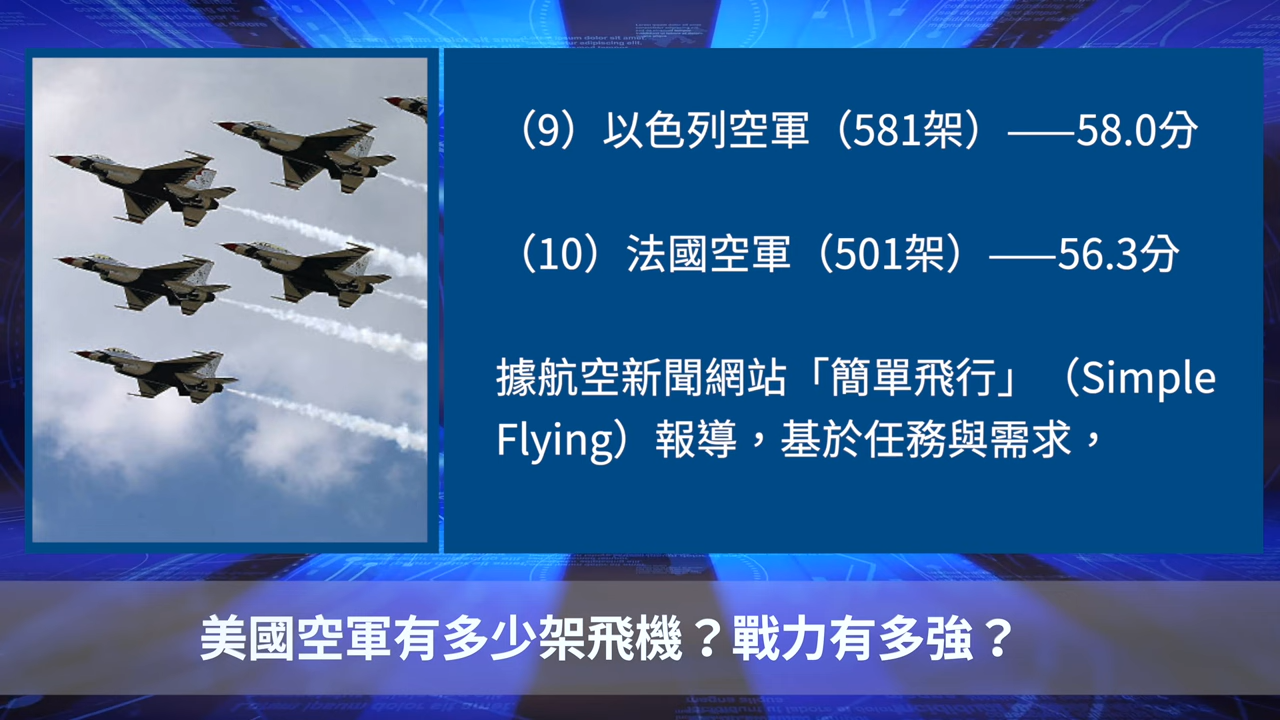 （9）以色列空軍（581架）——58.0分
（10）法國空軍（501架）——56.3分
據航空新聞網站「簡單飛行」（Simple
Flying）報導，基於任務與需求，
美國空軍有多少架飛機？戰力有多強？